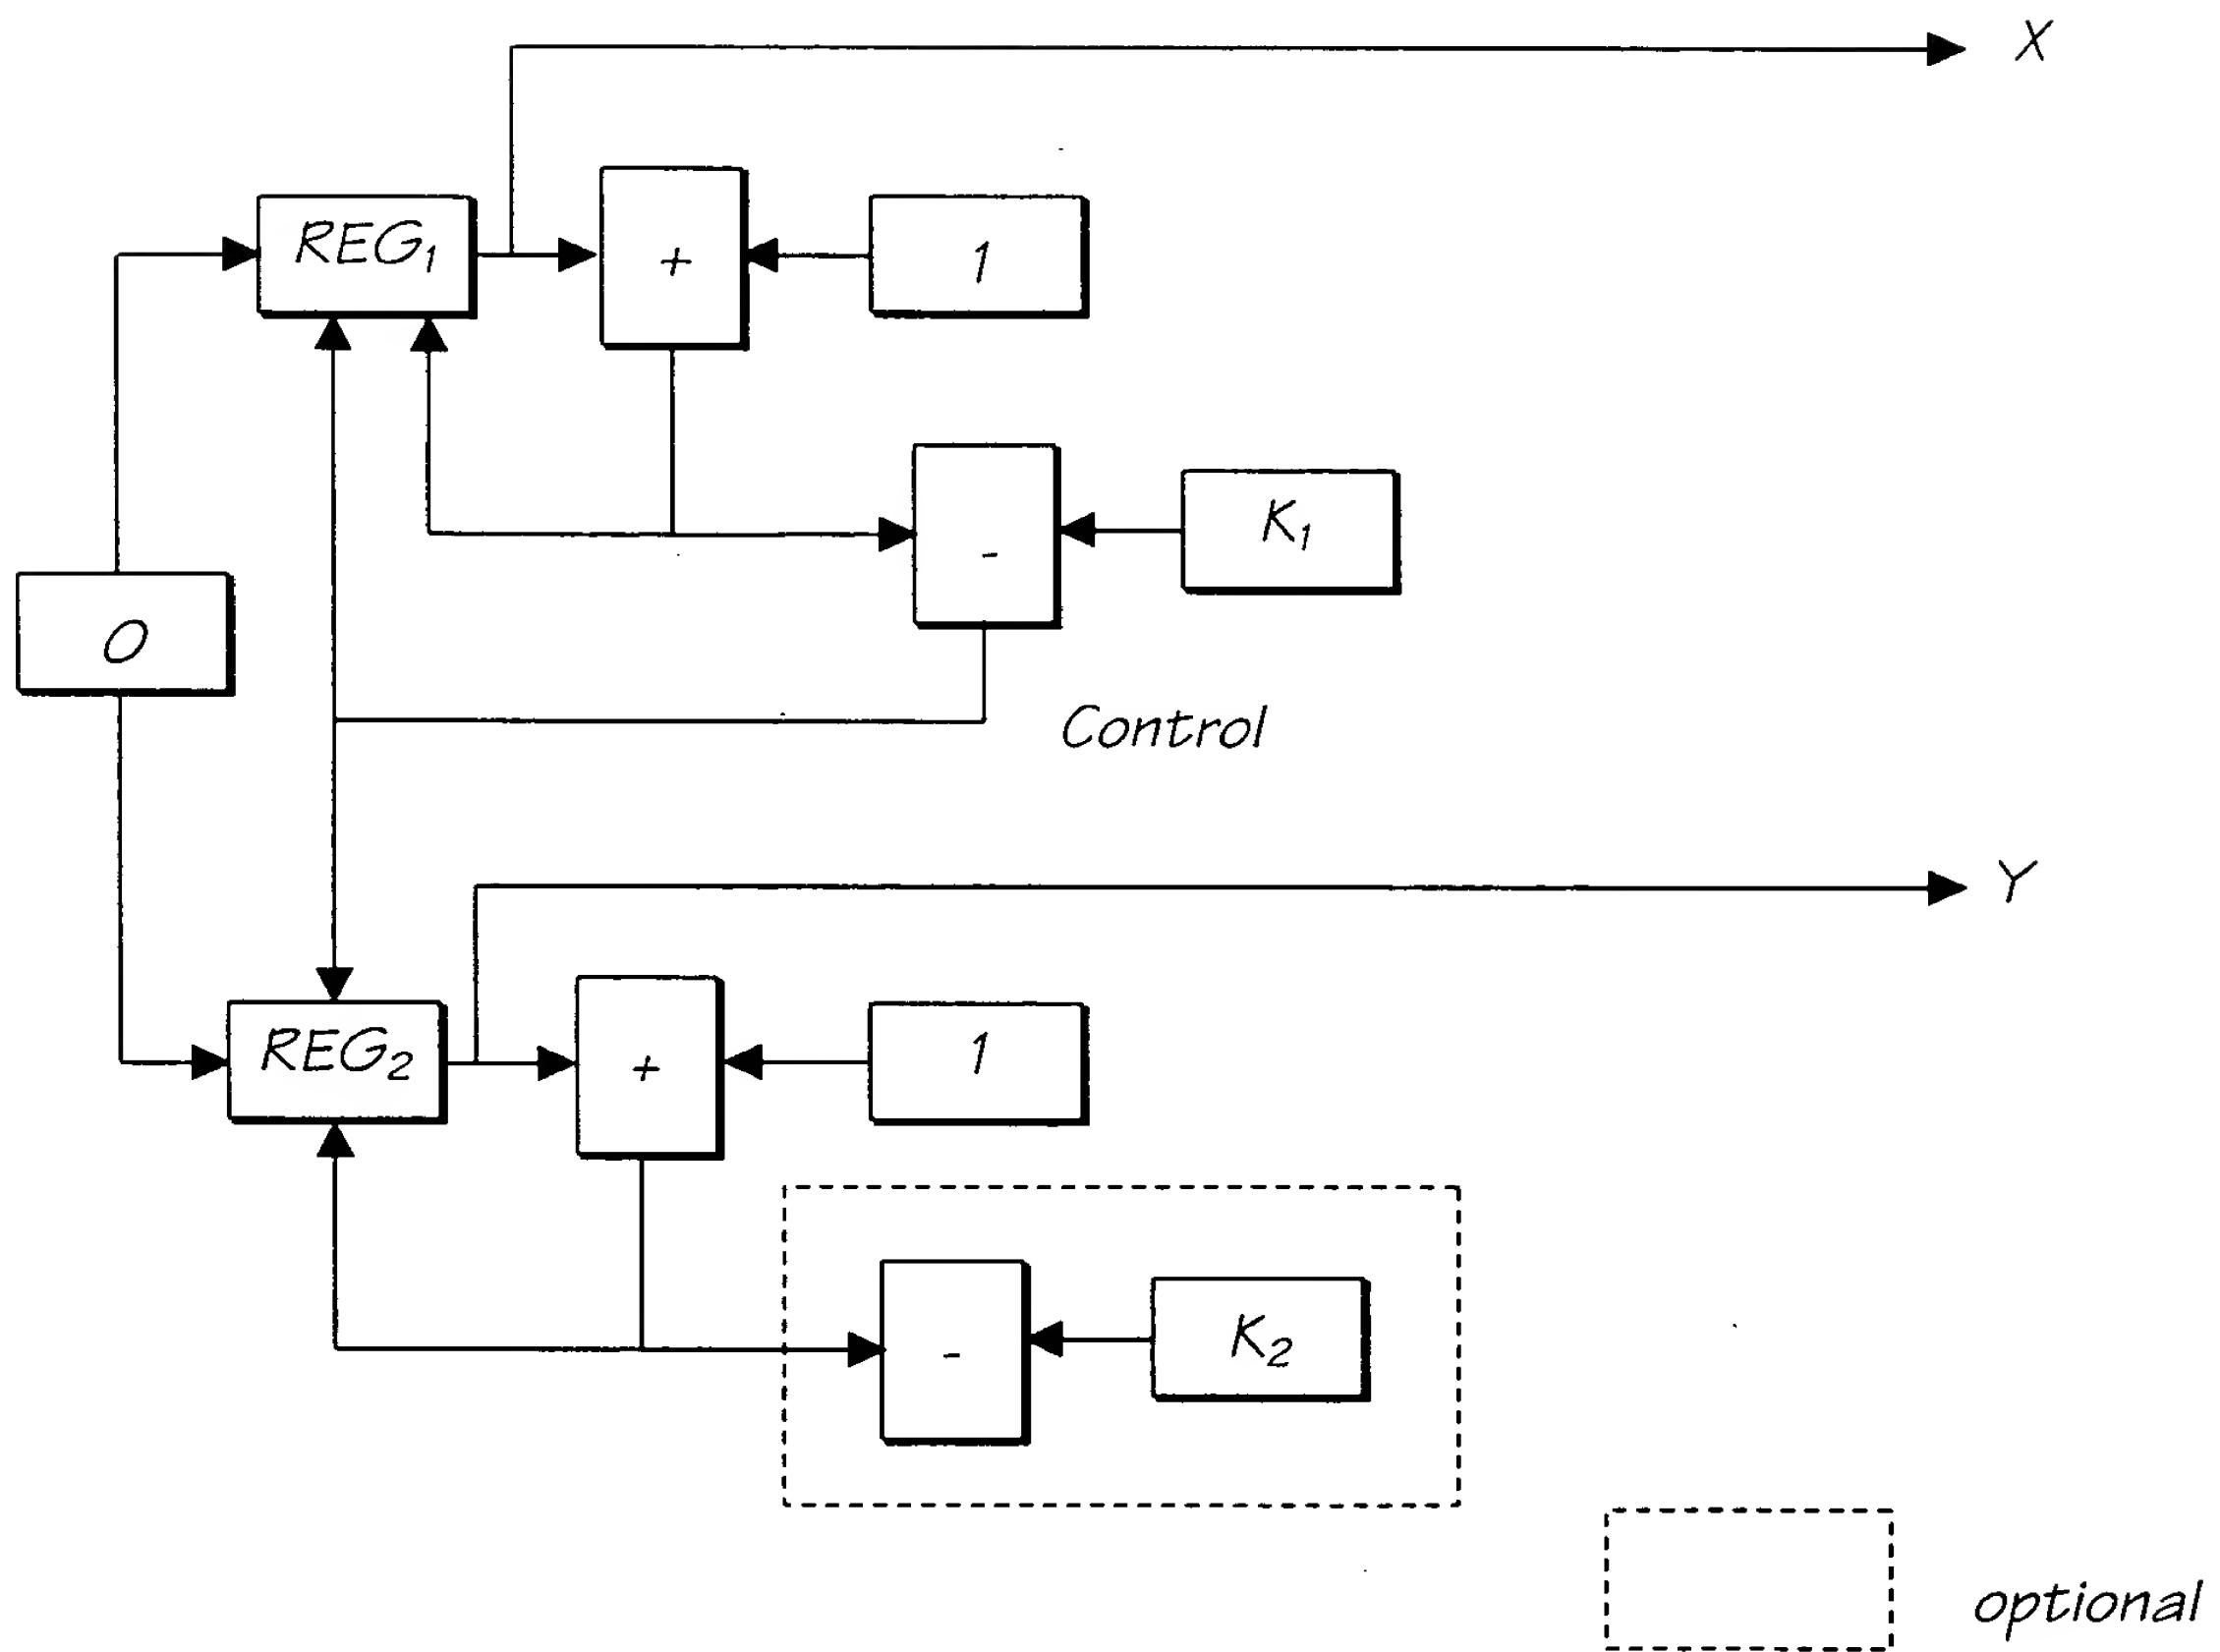 X
REG₁
+
1
K₁
-
0
Control
Y
REG₂
+
1
-
K₂
optional